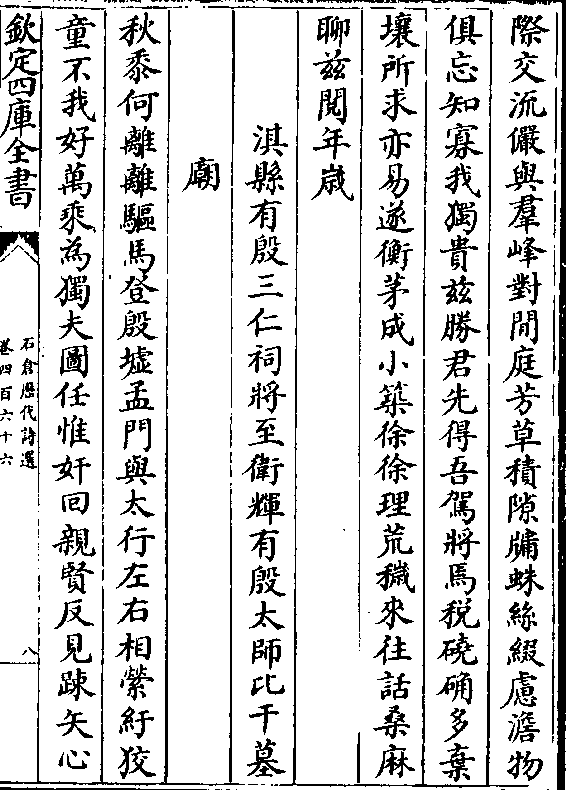 際交流儼與羣峰對閒庭芳草積隙牖蛛絲綴慮澹物
俱忘知寡我獨貴兹勝君先得吾駕將焉稅磽确多棄
壤所求亦易遂衡茅成小築徐徐理荒穢來往話桑麻
聊兹閱年歲
淇縣有殷三仁祠將至衛輝有殷太師比干墓
廟
秋黍何離離驅馬登殷墟孟門與太行左右相縈紆狡
童不我好萬乘為獨夫圖任惟奸回親賢反見踈矢心
欽定四庫全書
石倉歷代詩選
卷四百六十六
八